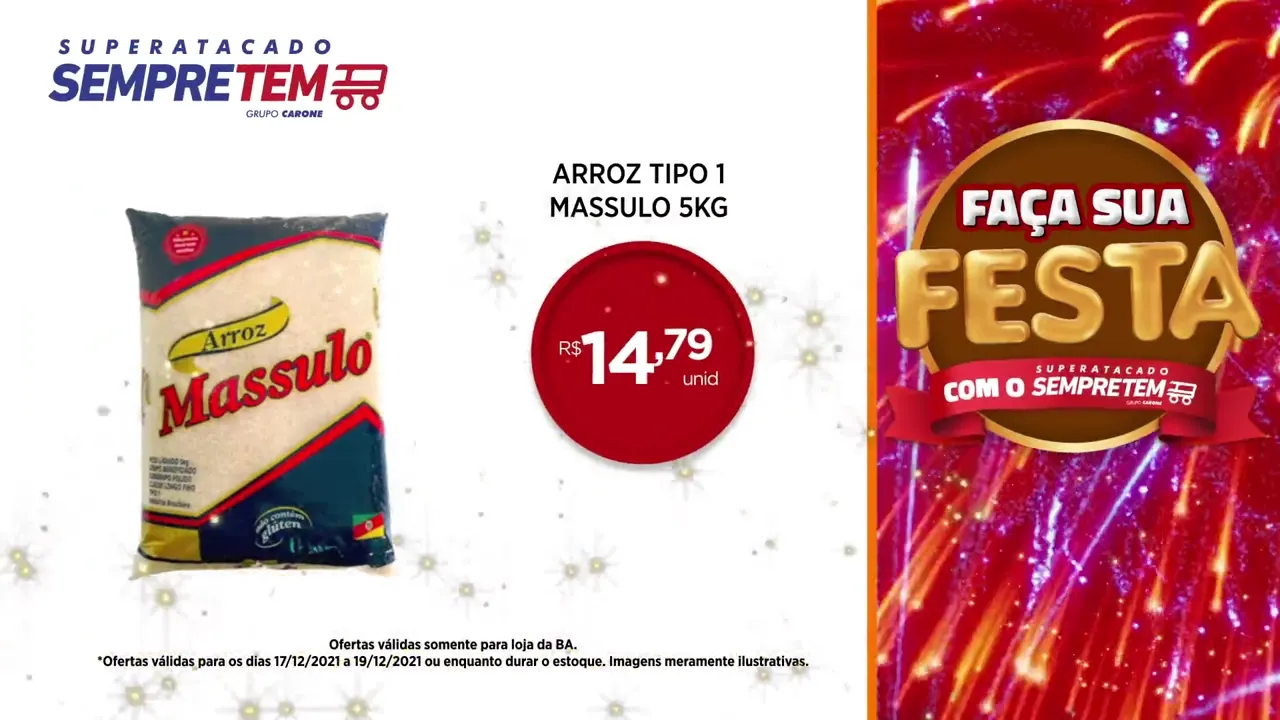 SUPERATACADO
SEMPRETEM
GRUPO CARONE
ARROZ TIPO 1
MASSULO 5KG
R$14,79
unid
Arroz
Massulo
TIPO 1
não contém
glúten
FAÇA SUA
FESTA
SUPERATACADO
COM O SEMPRETEM
GRUPO CARONE
Ofertas válidas somente para loja da BA.
*Ofertas válidas para os dias 17/12/2021 a 19/12/2021 ou enquanto durar o estoque. Imagens meramente ilustrativas.